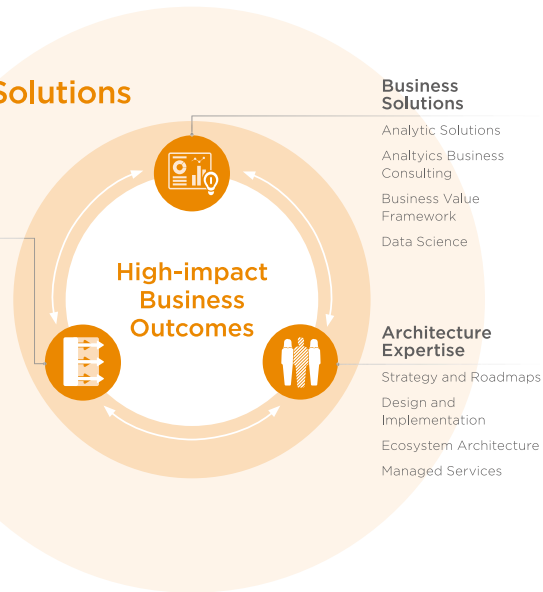 Solutions
High-impact
Business
Outcomes
Business
Solutions
Analytic Solutions
Analtyics Business
Consulting
Business Value
Framework
Data Science
Architecture
Expertise
Strategy and Roadmaps
Design and
Implementation
Ecosystem Architecture
Managed Services